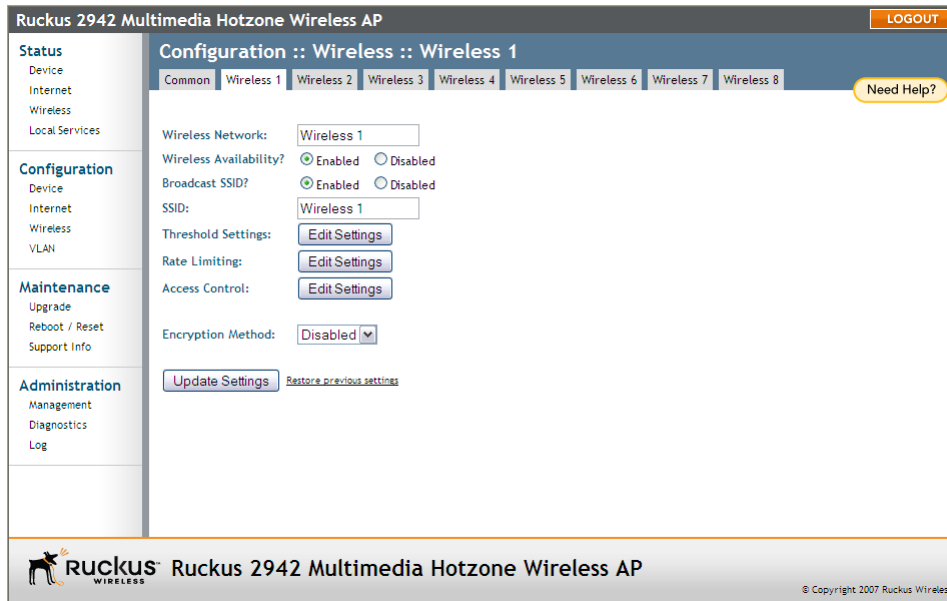 Ruckus 2942 Multimedia Hotzone Wireless AP
LOGOUT
Status
Device
Internet
Wireless
Local Services
Configuration
Device
Internet
Wireless
VLAN
Maintenance
Upgrade
Reboot / Reset
Support Info
Administration
Management
Diagnostics
Log
Configuration :: Wireless :: Wireless 1
Common Wireless 1 Wireless 2 Wireless 3 Wireless 4 Wireless 5 Wireless 6 Wireless 7 Wireless 8
Need Help?
Wireless Network: Wireless 1
Wireless Availability? Enabled Disabled
Broadcast SSID? Enabled Disabled
SSID: Wireless 1
Threshold Settings: Edit Settings
Rate Limiting: Edit Settings
Access Control: Edit Settings
Encryption Method: Disabled
Update Settings Restore previous settings
Ruckus WIRELESS
Ruckus 2942 Multimedia Hotzone Wireless AP
© Copyright 2007 Ruckus Wireles